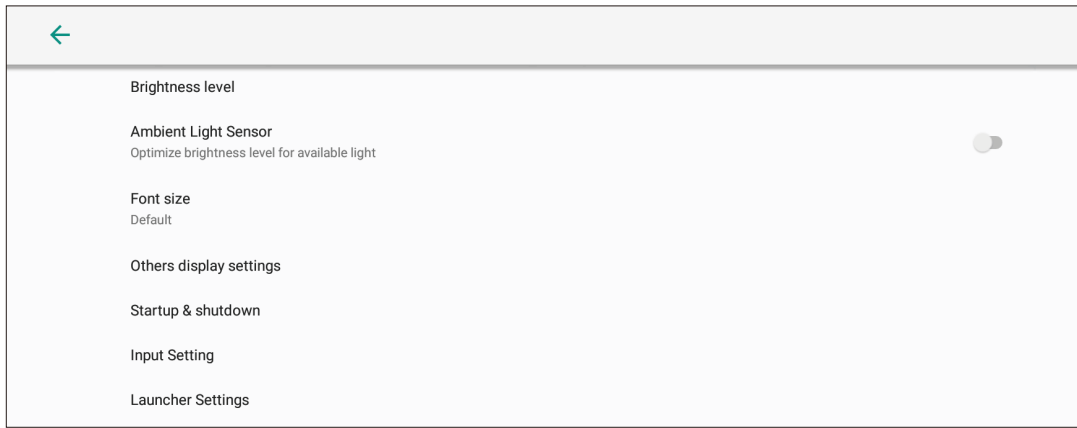 Brightness level
Ambient Light Sensor
Optimize brightness level for available light
Font size
Default
Others display settings
Startup & shutdown
Input Setting
Launcher Settings